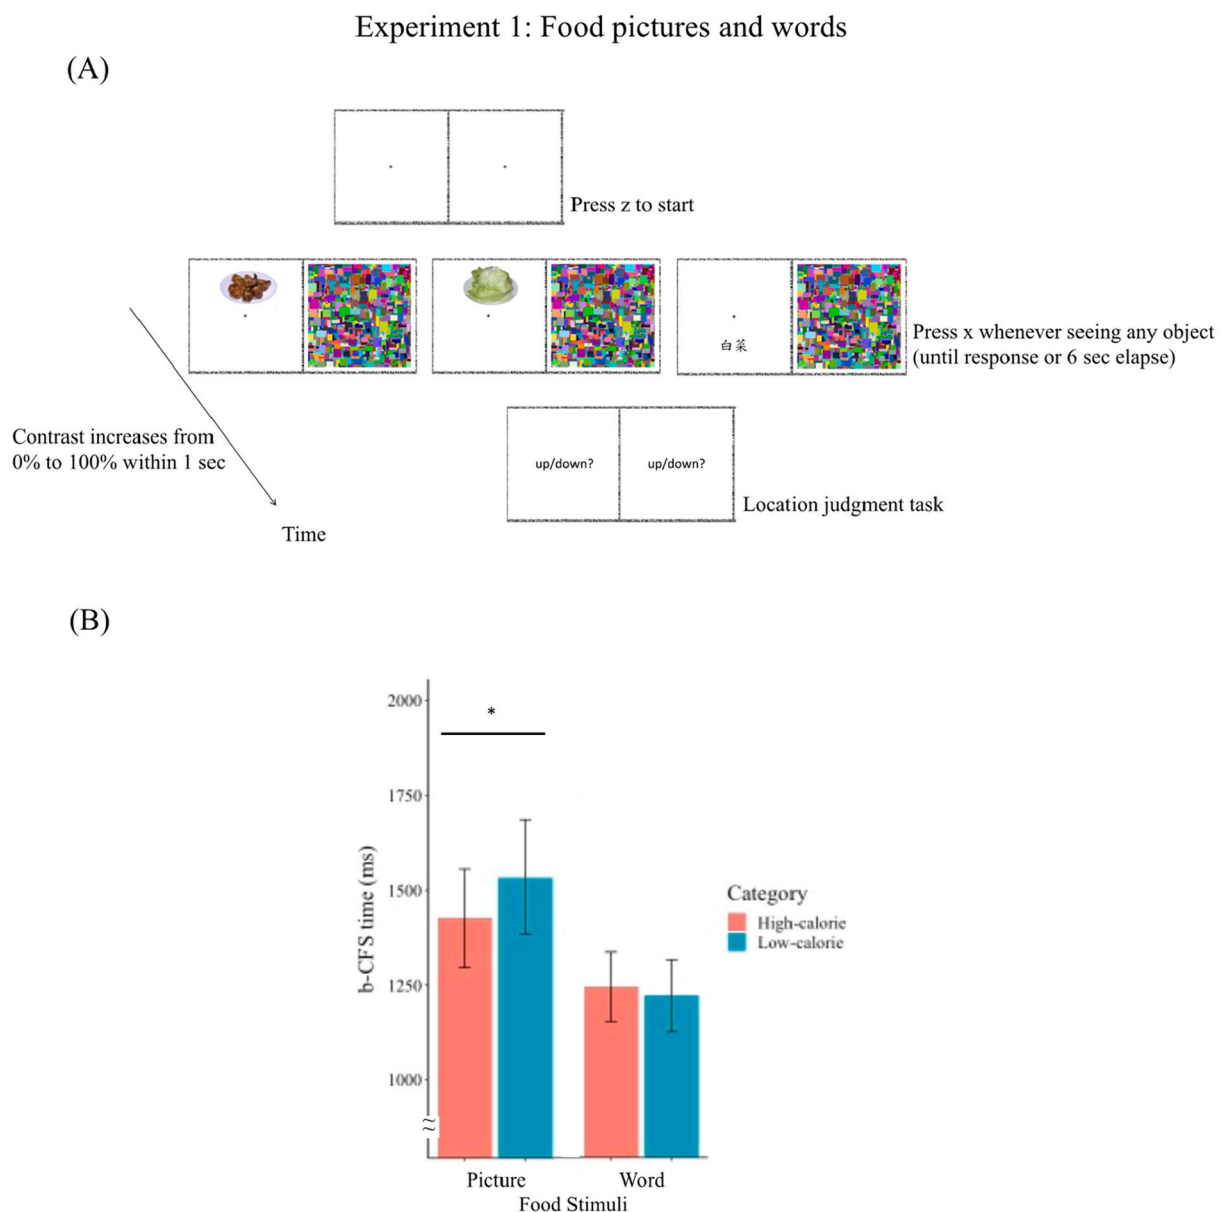 Experiment 1: Food pictures and words
(A)
Press z to start
白菜
Press x whenever seeing any object
(until response or 6 sec elapse)
Contrast increases from
0% to 100% within 1 sec
up/down?
up/down?
Location judgment task
Time
(B)
*
2000
1750
1500
1250
1000
b-CFS time (ms)
Category
High-calorie
Low-calorie
Picture
Word
Food Stimuli